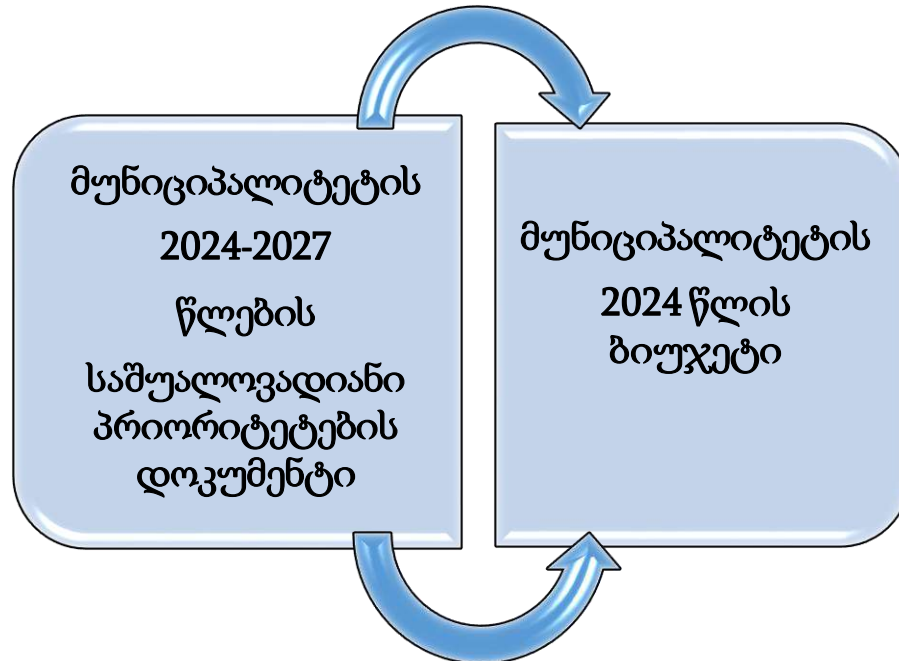 მუნიციპალიტეტის
2024-2027
წლების
საშუალოვადიანი
პრიორიტეტების
დოკუმენტი
მუნიციპალიტეტის
2024 წლის
ბიუჯეტი